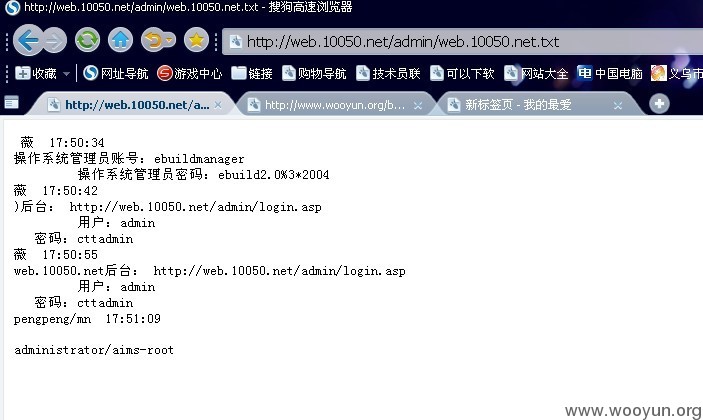 http://web.10050.net/admin/web.10050.net.txt - 搜狗高速浏览器
http://web.10050.net/admin/web.10050.net.txt
收藏 网址导航 游戏中心 链接 购物导航 技术员联 可以下软 网站大全 中国电脑 义乌市
http://web.10050.net/a... http://www.wooyun.org/b... 新标签页 - 我的最爱
薇 17:50:34
操作系统管理员账号: ebuildmanager
操作系统管理员密码: ebuild2.0%3*2004
薇 17:50:42
)后台: http://web.10050.net/admin/login.asp
用户: admin
密码: cttadmin
薇 17:50:55
web.10050.net后台: http://web.10050.net/admin/login.asp
用户: admin
密码: cttadmin
pengpeng/mn 17:51:09
administrator/aims-root
www.wooyun.org